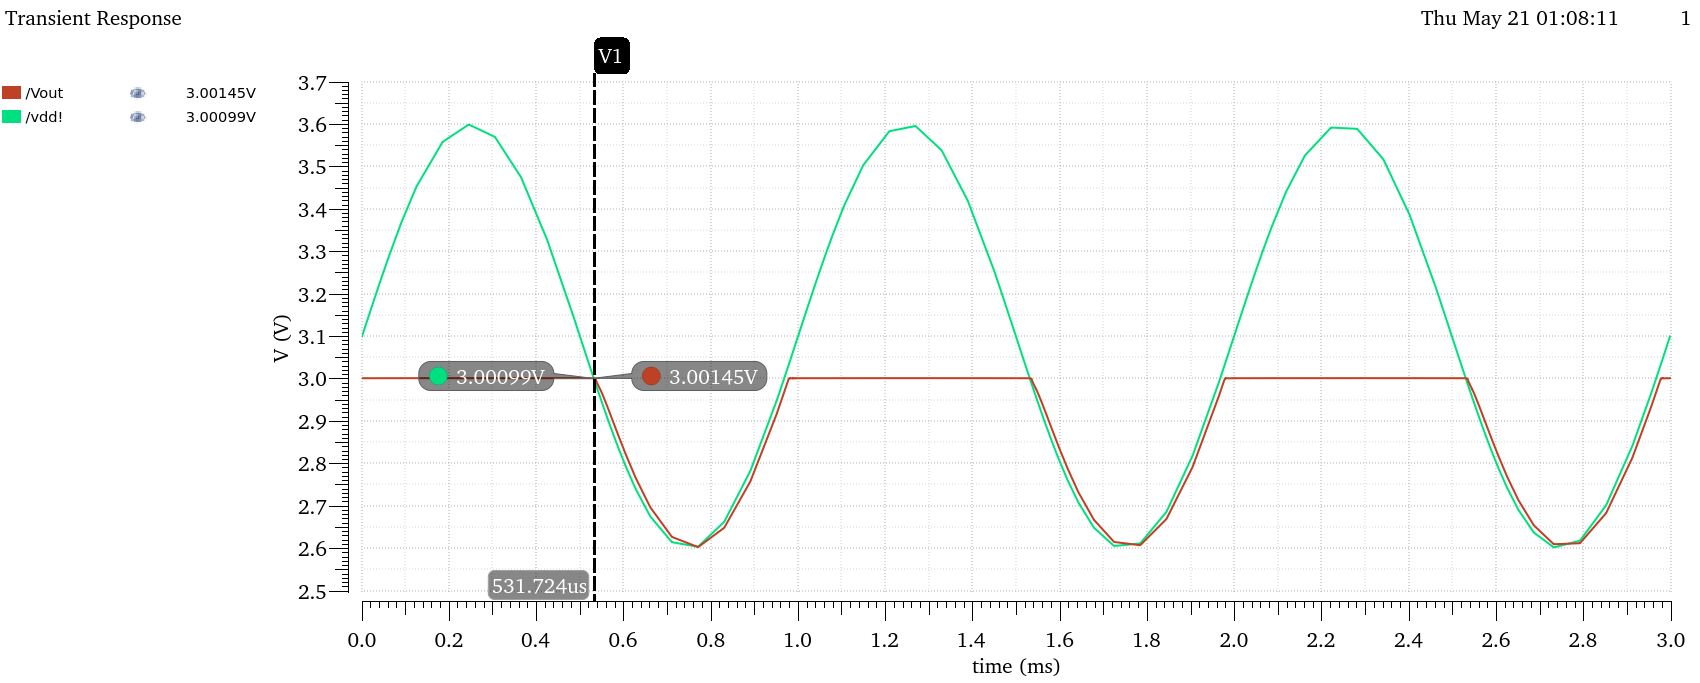 Transient Response
Thu May 21 01:08:11 1
V1
/Vout 3.00145V
/vdd! 3.00099V
3.7
3.6
3.5
3.4
3.3
3.2
3.1
3.0
2.9
2.8
2.7
2.6
2.5
V (V)
3.00099V
3.00145V
531.724us
0.0 0.2 0.4 0.6 0.8 1.0 1.2 1.4 1.6 1.8 2.0 2.2 2.4 2.6 2.8 3.0
time (ms)